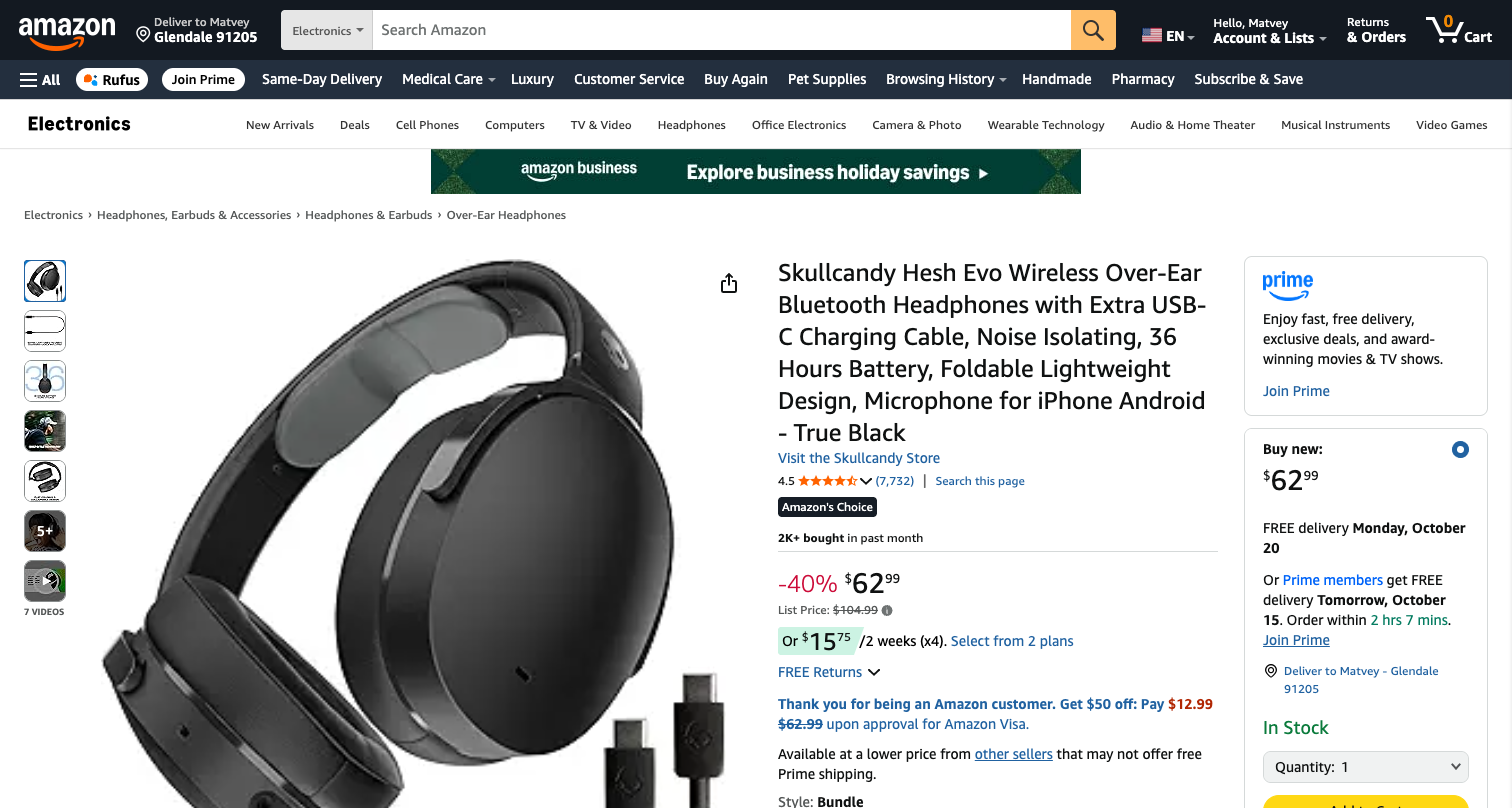 amazon
Deliver to Matvey
Glendale 91205
Electronics
Search Amazon
EN
Hello, Matvey
Account & Lists
Returns
& Orders
0
Cart
All
Rufus
Join Prime
Same-Day Delivery
Medical Care
Luxury
Customer Service
Buy Again
Pet Supplies
Browsing History
Handmade
Pharmacy
Subscribe & Save
Electronics
New Arrivals
Deals
Cell Phones
Computers
TV & Video
Headphones
Office Electronics
Camera & Photo
Wearable Technology
Audio & Home Theater
Musical Instruments
Video Games
amazon business
Explore business holiday savings
Electronics › Headphones, Earbuds & Accessories › Headphones & Earbuds › Over-Ear Headphones
36
5+
7 VIDEOS
Skullcandy Hesh Evo Wireless Over-Ear
Bluetooth Headphones with Extra USB-
C Charging Cable, Noise Isolating, 36
Hours Battery, Foldable Lightweight
Design, Microphone for iPhone Android
- True Black
Visit the Skullcandy Store
4.5 (7,732) | Search this page
Amazon's Choice
2K+ bought in past month
-40% $62 99
List Price: $104.99
Or $15 75 /2 weeks (x4). Select from 2 plans
FREE Returns
Thank you for being an Amazon customer. Get $50 off: Pay $12.99
$62.99 upon approval for Amazon Visa.
Available at a lower price from other sellers that may not offer free
Prime shipping.
Style: Bundle
prime
Enjoy fast, free delivery,
exclusive deals, and award-
winning movies & TV shows.
Join Prime
Buy new:
$62 99
FREE delivery Monday, October
20
Or Prime members get FREE
delivery Tomorrow, October
15. Order within 2 hrs 7 mins.
Join Prime
Deliver to Matvey - Glendale
91205
In Stock
Quantity: 1